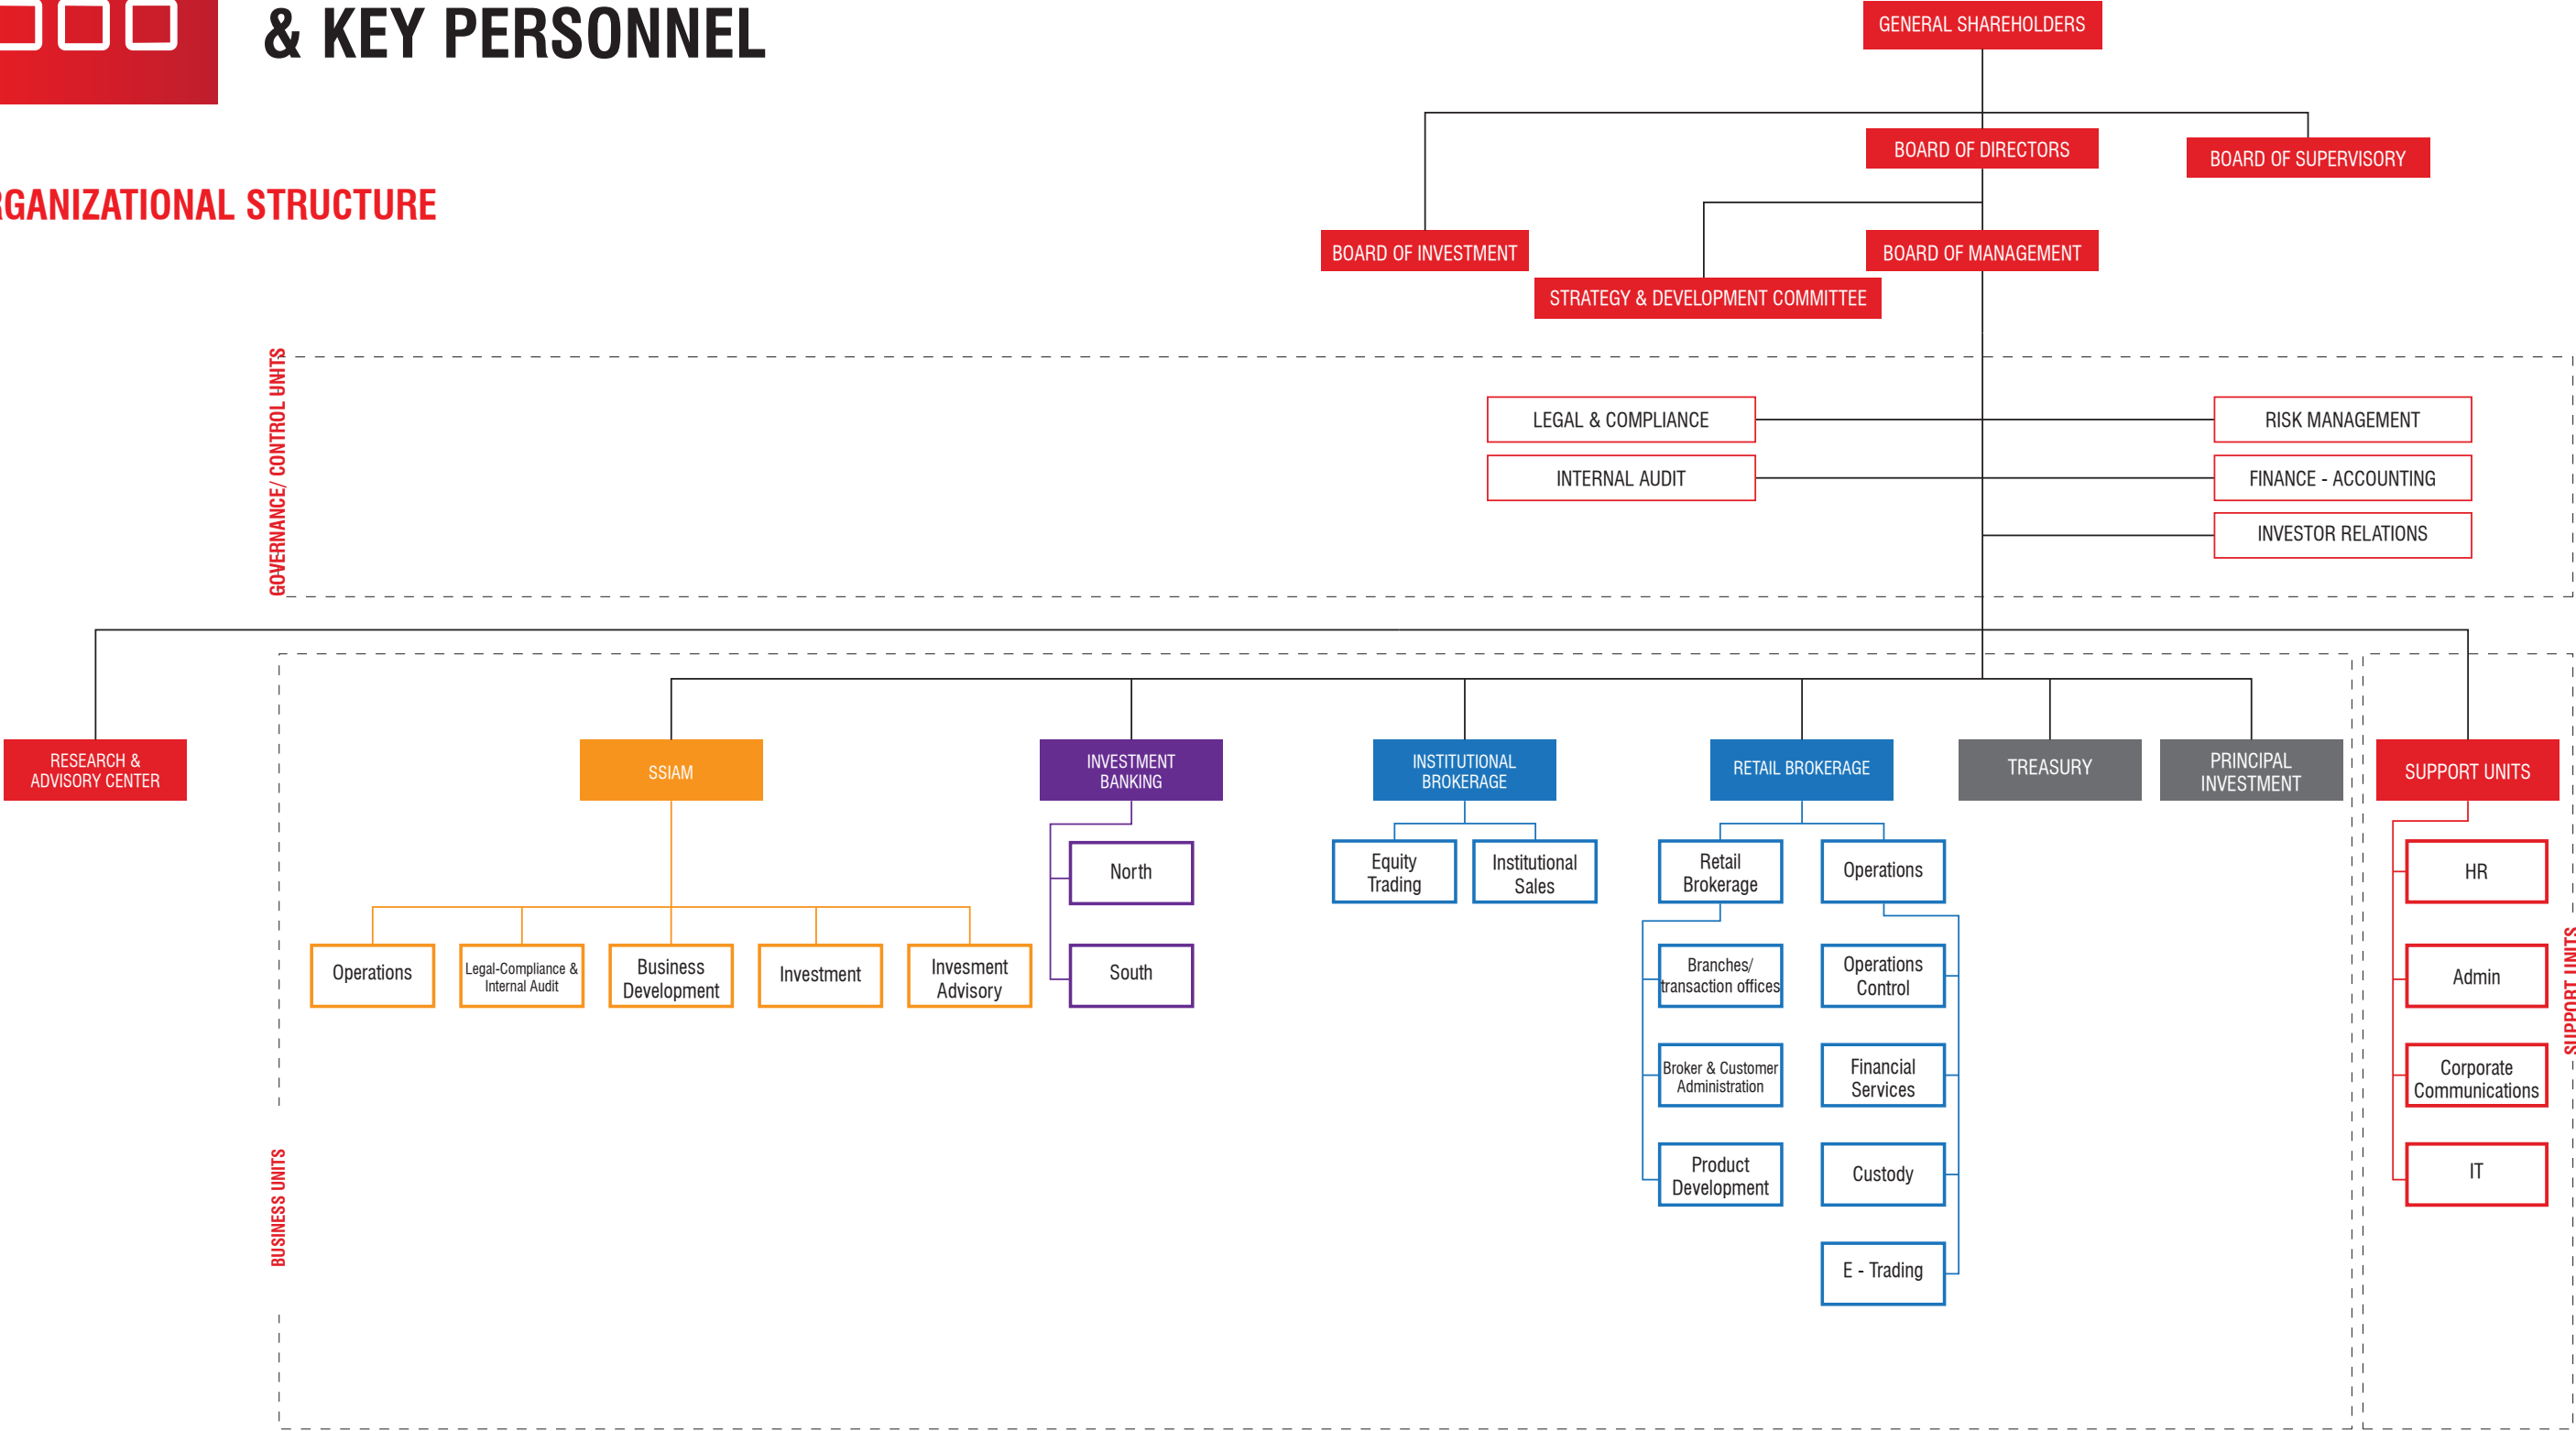 & KEY PERSONNEL
RGANIZATIONAL STRUCTURE
GENERAL SHAREHOLDERS
BOARD OF DIRECTORS
BOARD OF SUPERVISORY
BOARD OF INVESTMENT
BOARD OF MANAGEMENT
STRATEGY & DEVELOPMENT COMMITTEE
GOVERNANCE/ CONTROL UNITS
LEGAL & COMPLIANCE
RISK MANAGEMENT
INTERNAL AUDIT
FINANCE - ACCOUNTING
INVESTOR RELATIONS
RESEARCH &
ADVISORY CENTER
SSIAM
INVESTMENT
BANKING
INSTITUTIONAL
BROKERAGE
RETAIL BROKERAGE
TREASURY
PRINCIPAL
INVESTMENT
SUPPORT UNITS
Operations
Legal-Compliance &
Internal Audit
Business
Development
Investment
Invesment
Advisory
North
South
Equity
Trading
Institutional
Sales
Retail
Brokerage
Branches/
transaction offices
Broker & Customer
Administration
Product
Development
Operations
Operations
Control
Financial
Services
Custody
E - Trading
HR
Admin
Corporate
Communications
IT
BUSINESS UNITS
SUPPORT UNITS